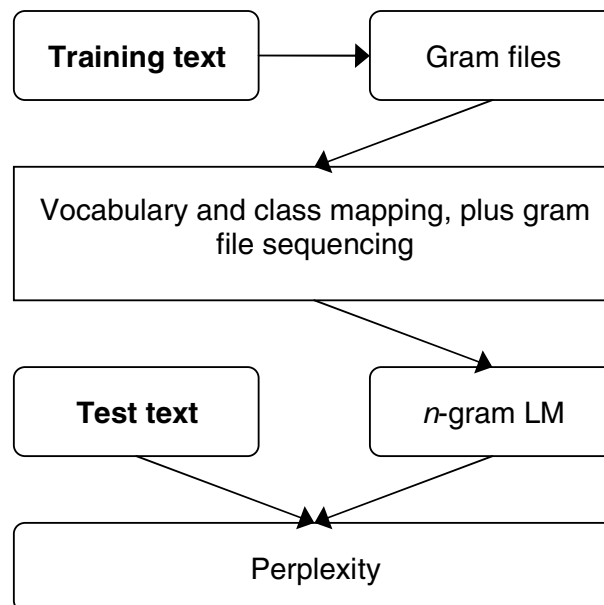 Training text
Gram files
Vocabulary and class mapping, plus gram
file sequencing
Test text
n-gram LM
Perplexity